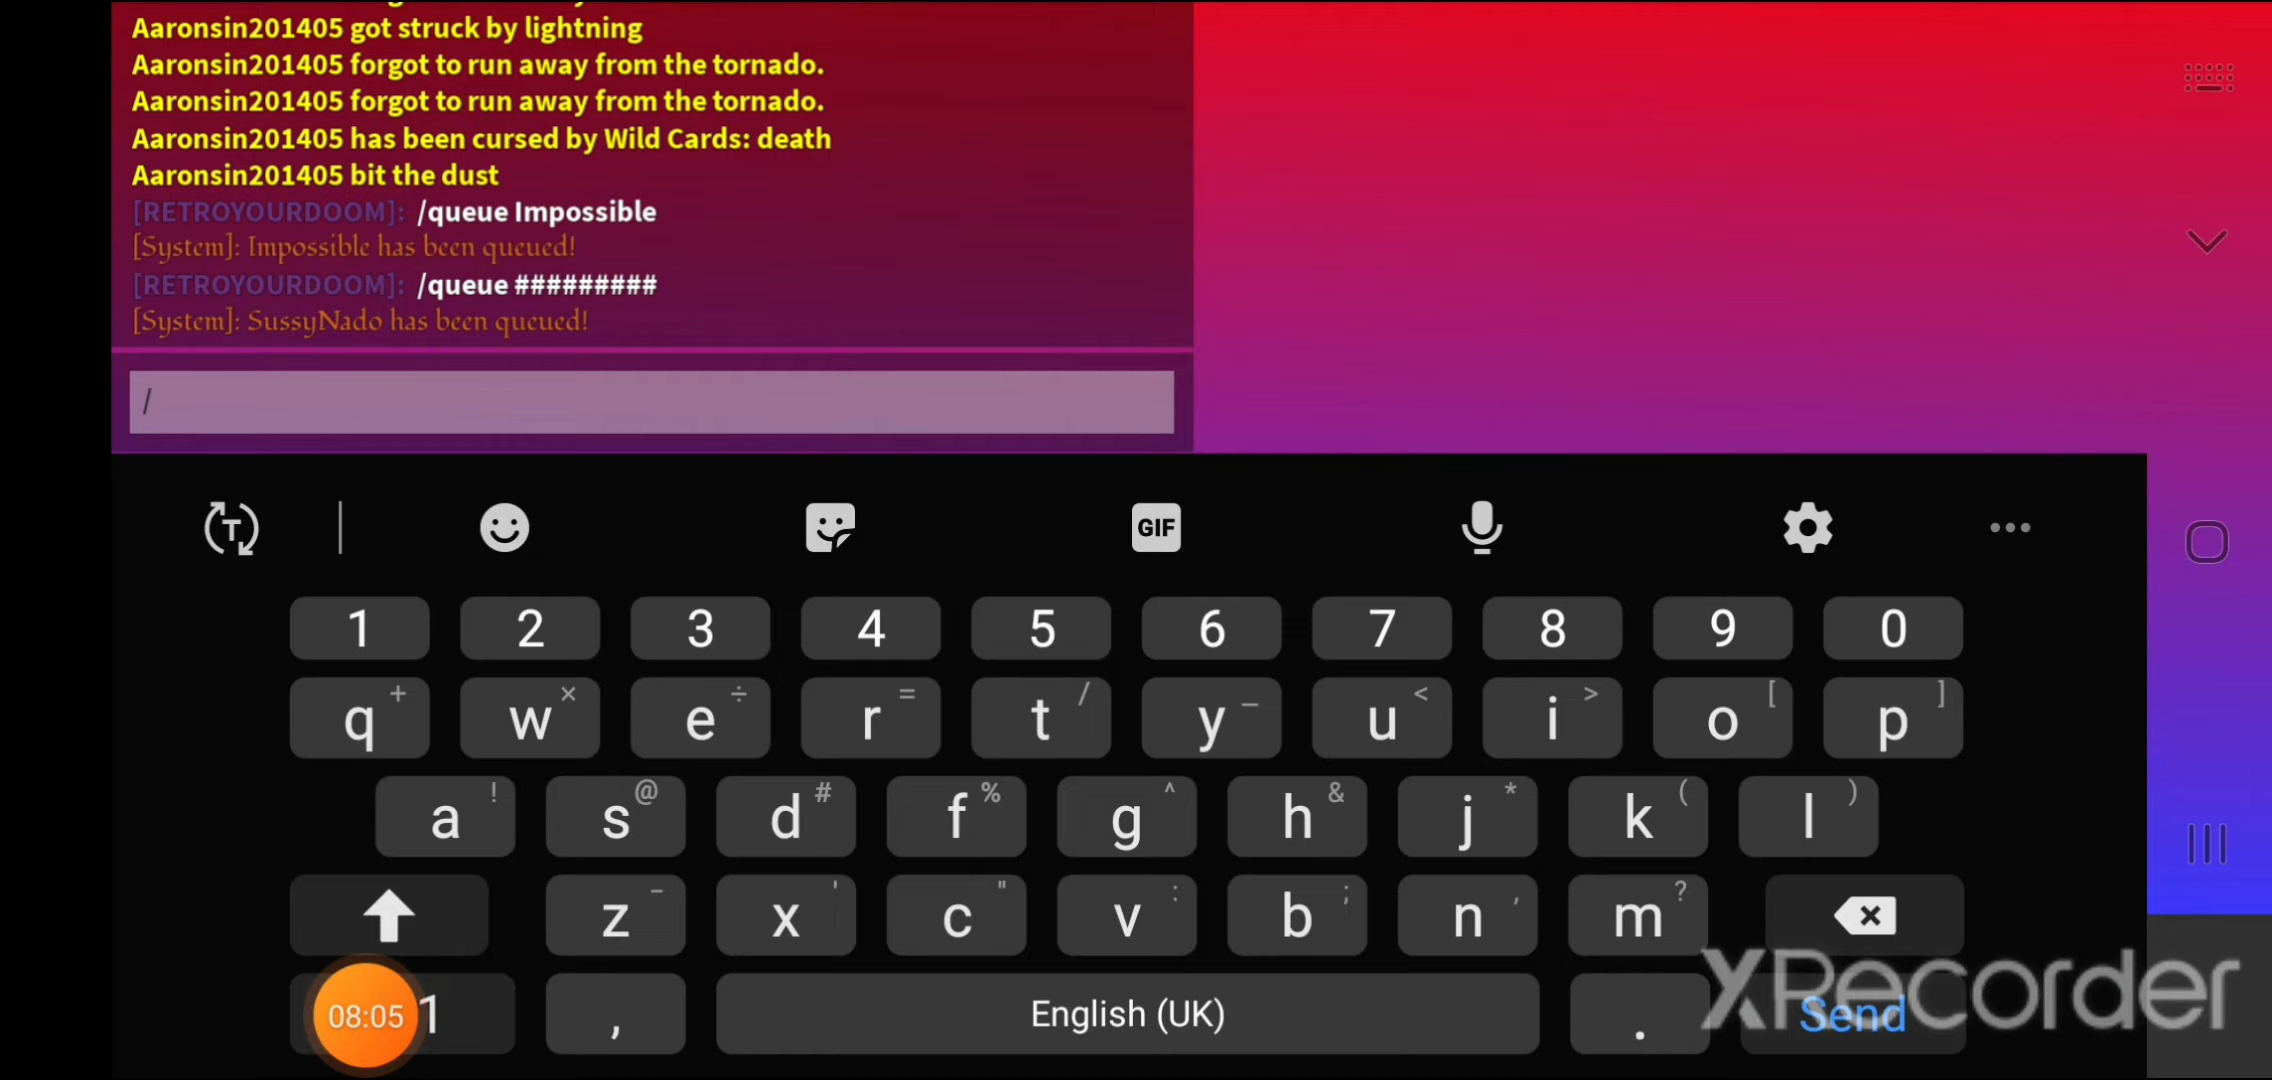 Aaronsin201405 got struck by lightning
Aaronsin201405 forgot to run away from the tornado.
Aaronsin201405 forgot to run away from the tornado.
Aaronsin201405 has been cursed by Wild Cards: death
Aaronsin201405 bit the dust
[RETROYOURDOOM]: /queue Impossible
[System]: Impossible has been queued!
[RETROYOURDOOM]: /queue #########
[System]: SussyNado has been queued!
/
T GIF ...
1 2 3 4 5 6 7 8 9 0
q + w × e ÷ r = t / y _ u < i > o [ p ]
a ! s @ d # f % g ^ h & j * k ( l )
z - x ' c " v : b ; n , m ?
08:05 1 , English (UK) . Send
XRecorder